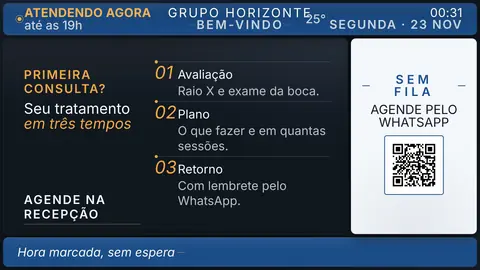 ATENDENDO AGORA
até as 19h
GRUPO HORIZONTE
BEM-VINDO
25°
00:31
SEGUNDA · 23 NOV
PRIMEIRA
CONSULTA?
Seu tratamento
em três tempos
AGENDE NA
RECEPÇÃO
01 Avaliação
Raio X e exame da boca.
02 Plano
O que fazer e em quantas
sessões.
03 Retorno
Com lembrete pelo
WhatsApp.
SEM
FILA
AGENDE PELO
WHATSAPP
Hora marcada, sem espera